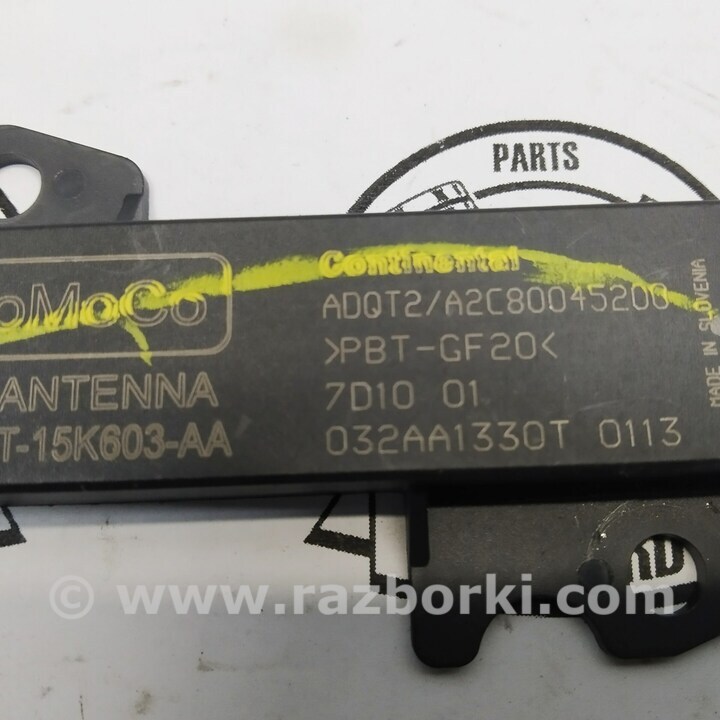 PARTS
oMoCo
ANTENNA
T-15K603-AA
Continental
ADQT2/A2C80045200
>PBT-GF20<
7D10 01
032AA1330T 0113
MADE IN SLOVENIA
RD
© www.razborki.com